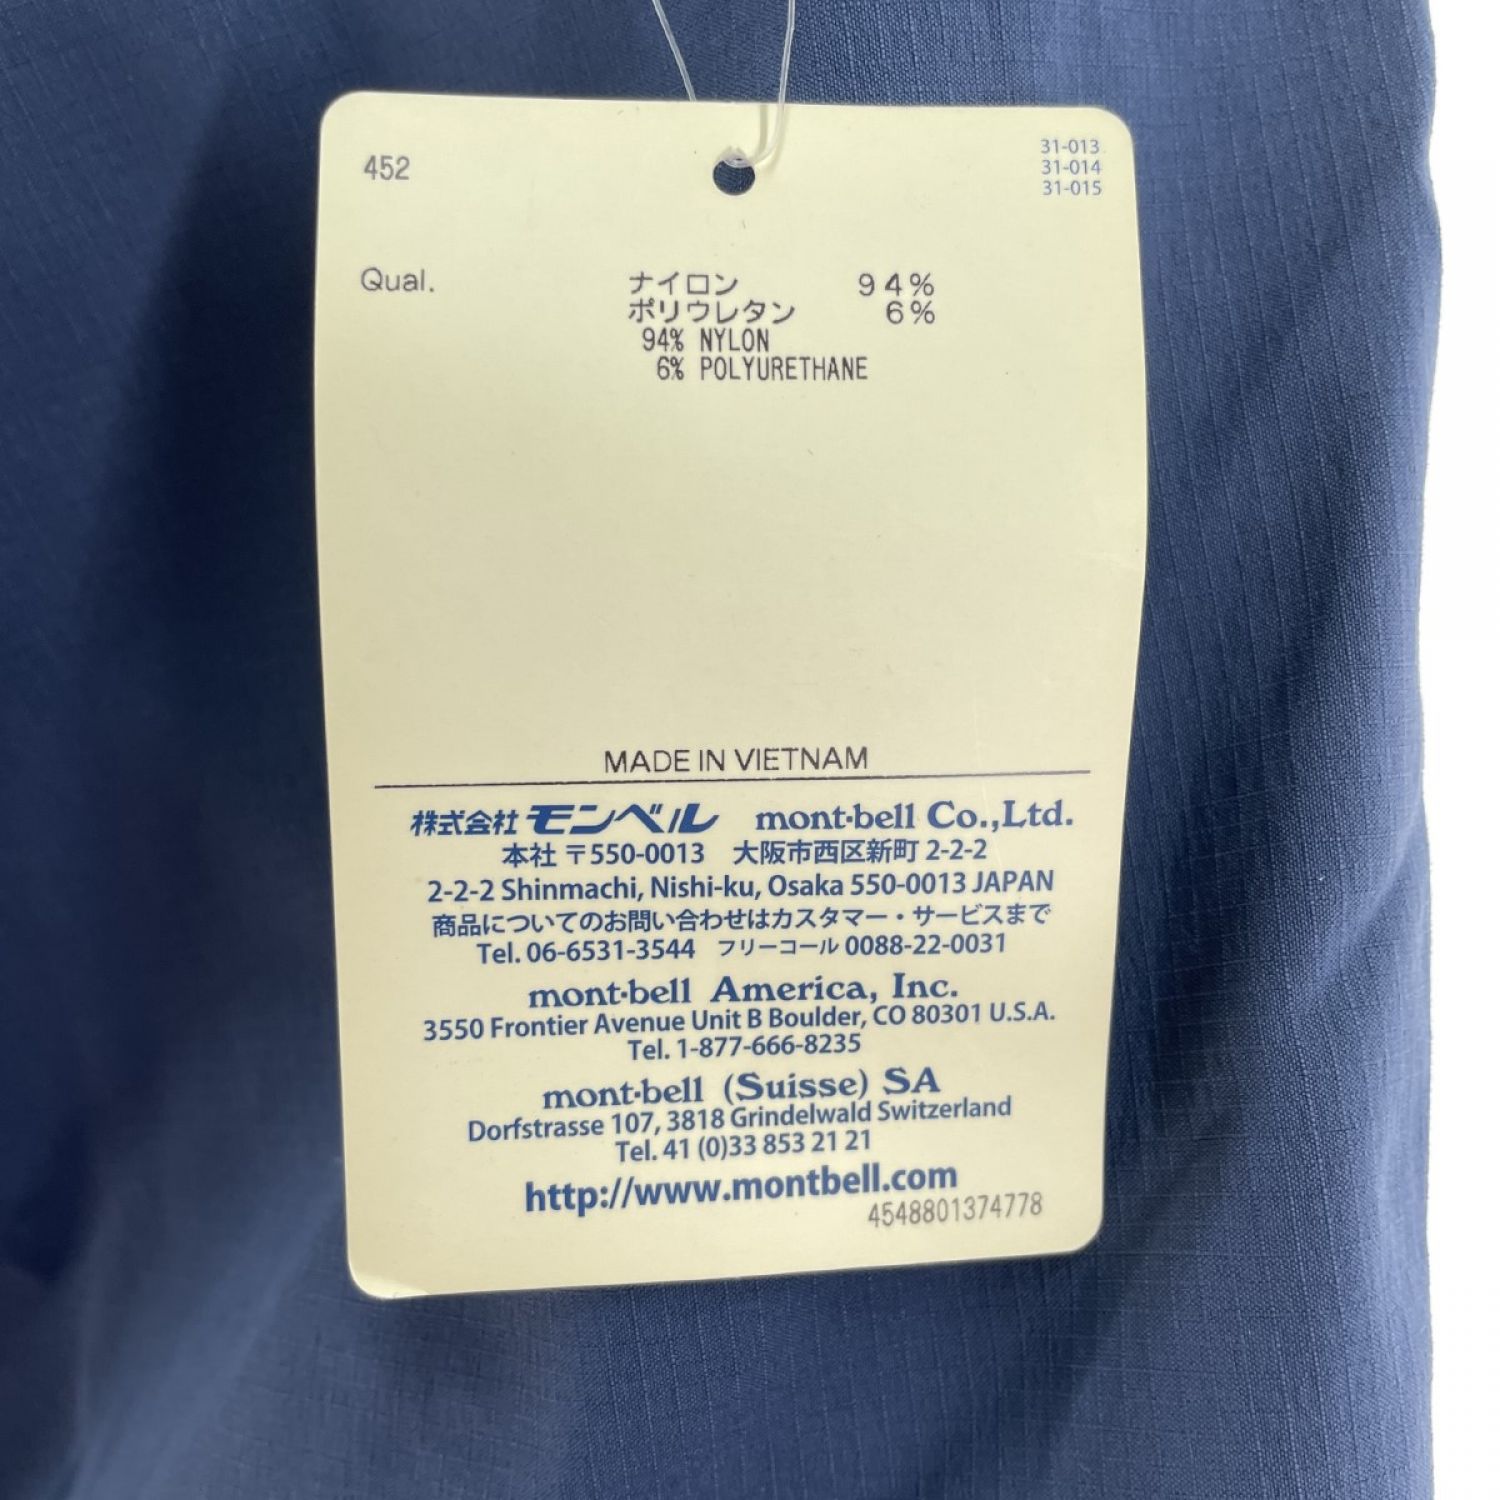 452
31-013
31-014
31-015
Qual. ナイロン 94%
ポリウレタン 6%
94% NYLON
6% POLYURETHANE
MADE IN VIETNAM
株式会社 モンベル mont·bell Co.,Ltd.
本社 〒550-0013 大阪市西区新町 2-2-2
2-2-2 Shinmachi, Nishi-ku, Osaka 550-0013 JAPAN
商品についてのお問い合わせはカスタマー・サービスまで
Tel. 06-6531-3544 フリーコール 0088-22-0031
mont·bell America, Inc.
3550 Frontier Avenue Unit B Boulder, CO 80301 U.S.A.
Tel. 1-877-666-8235
mont·bell (Suisse) SA
Dorfstrasse 107, 3818 Grindelwald Switzerland
Tel. 41 (0)33 853 21 21
http://www.montbell.com
4548801374778